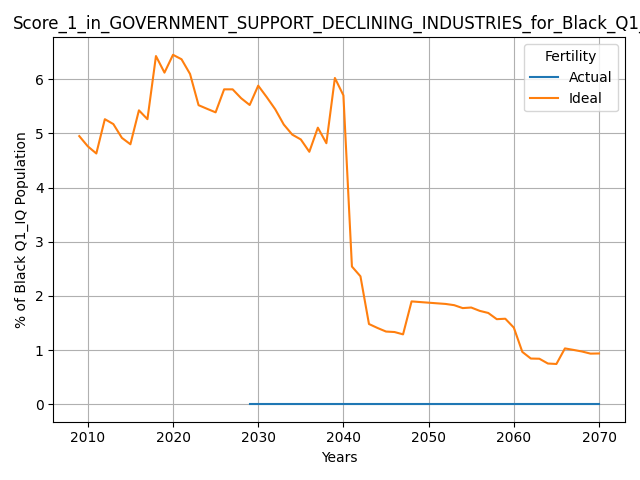 Score_1_in_GOVERNMENT_SUPPORT_DECLINING_INDUSTRIES_for_Black_Q1_
Fertility
Actual
Ideal
% of Black Q1_IQ Population
6
5
4
3
2
1
0
2010 2020 2030 2040 2050 2060 2070
Years